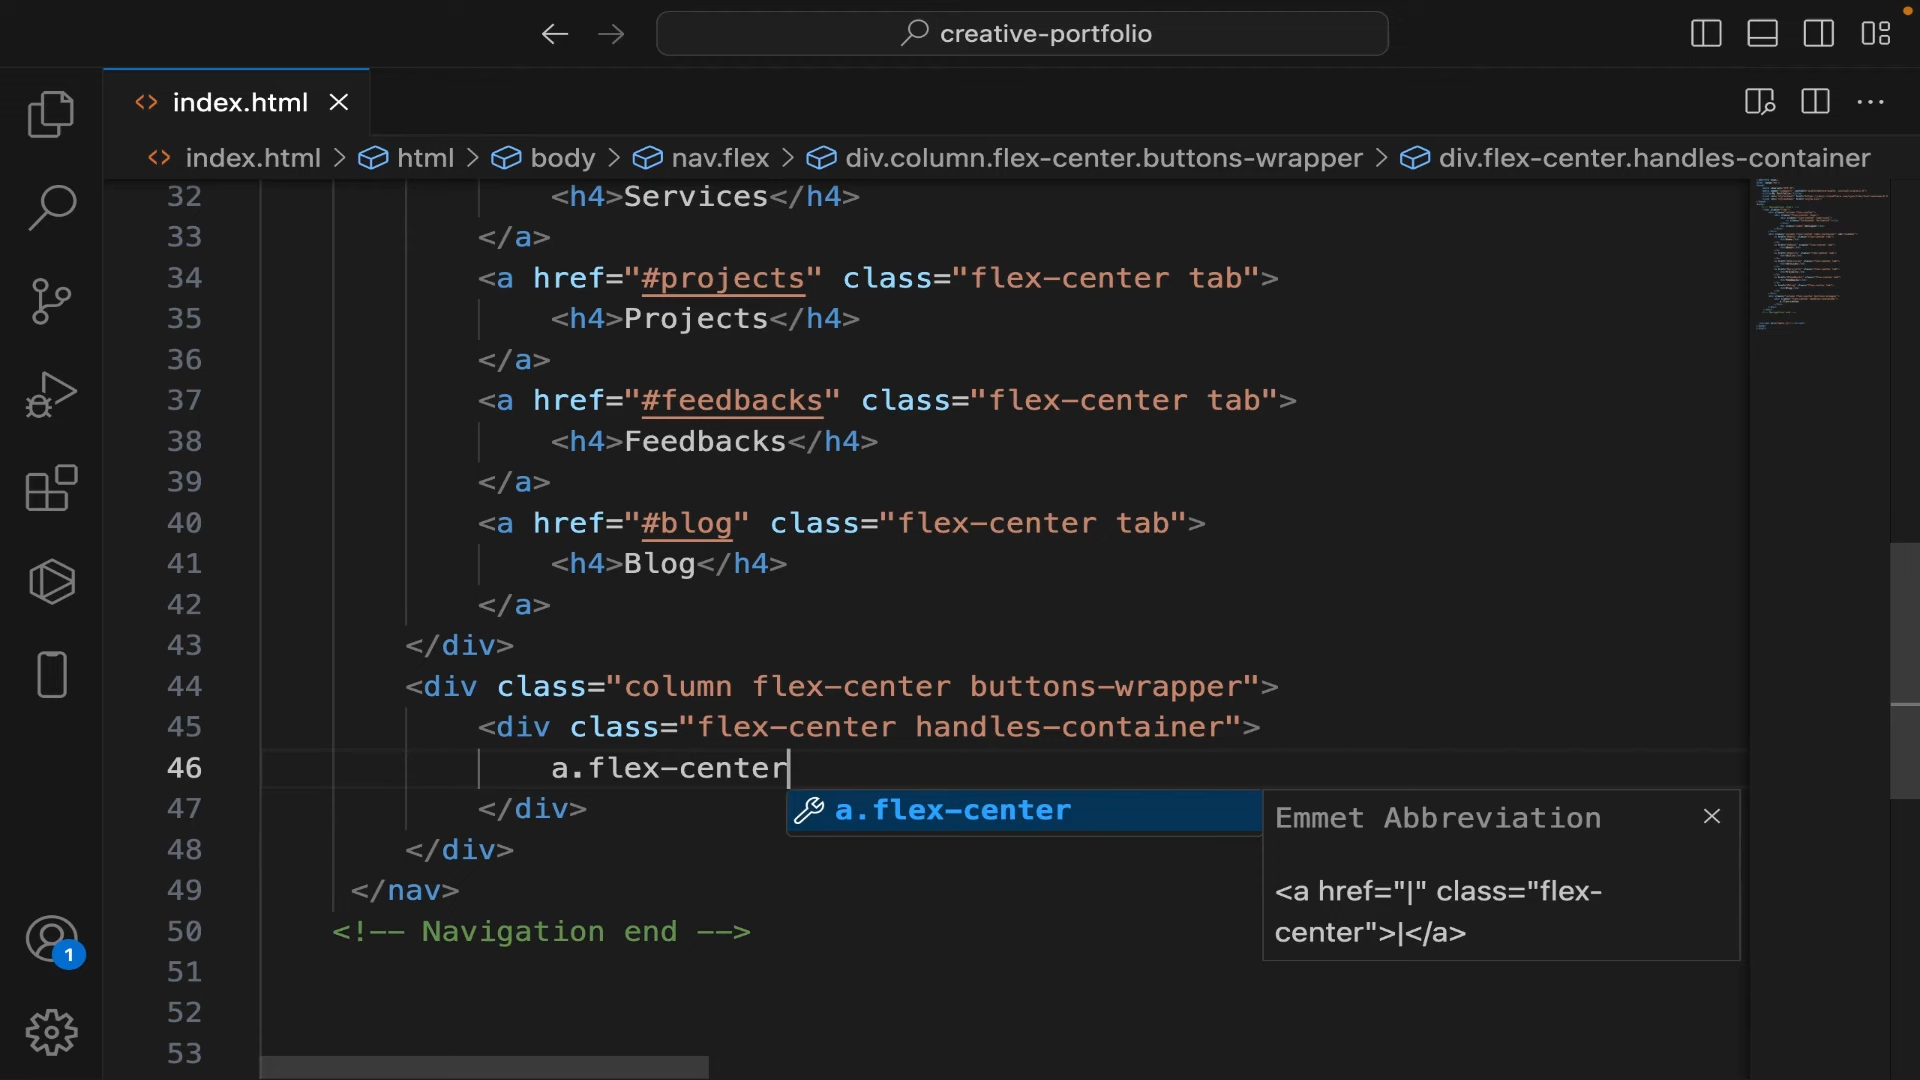 creative-portfolio
index.html
index.html > html > body > nav.flex > div.column.flex-center.buttons-wrapper > div.flex-center.handles-container
32 <h4>Services</h4>
33 </a>
34 <a href="#projects" class="flex-center tab">
35 <h4>Projects</h4>
36 </a>
37 <a href="#feedbacks" class="flex-center tab">
38 <h4>Feedbacks</h4>
39 </a>
40 <a href="#blog" class="flex-center tab">
41 <h4>Blog</h4>
42 </a>
43 </div>
44 <div class="column flex-center buttons-wrapper">
45 <div class="flex-center handles-container">
46 a.flex-center
47 </div>
a.flex-center
Emmet Abbreviation
<a href="|" class="flex-
center">|</a>
48 </div>
49 </nav>
50 <!-- Navigation end -->
51
52
53
1